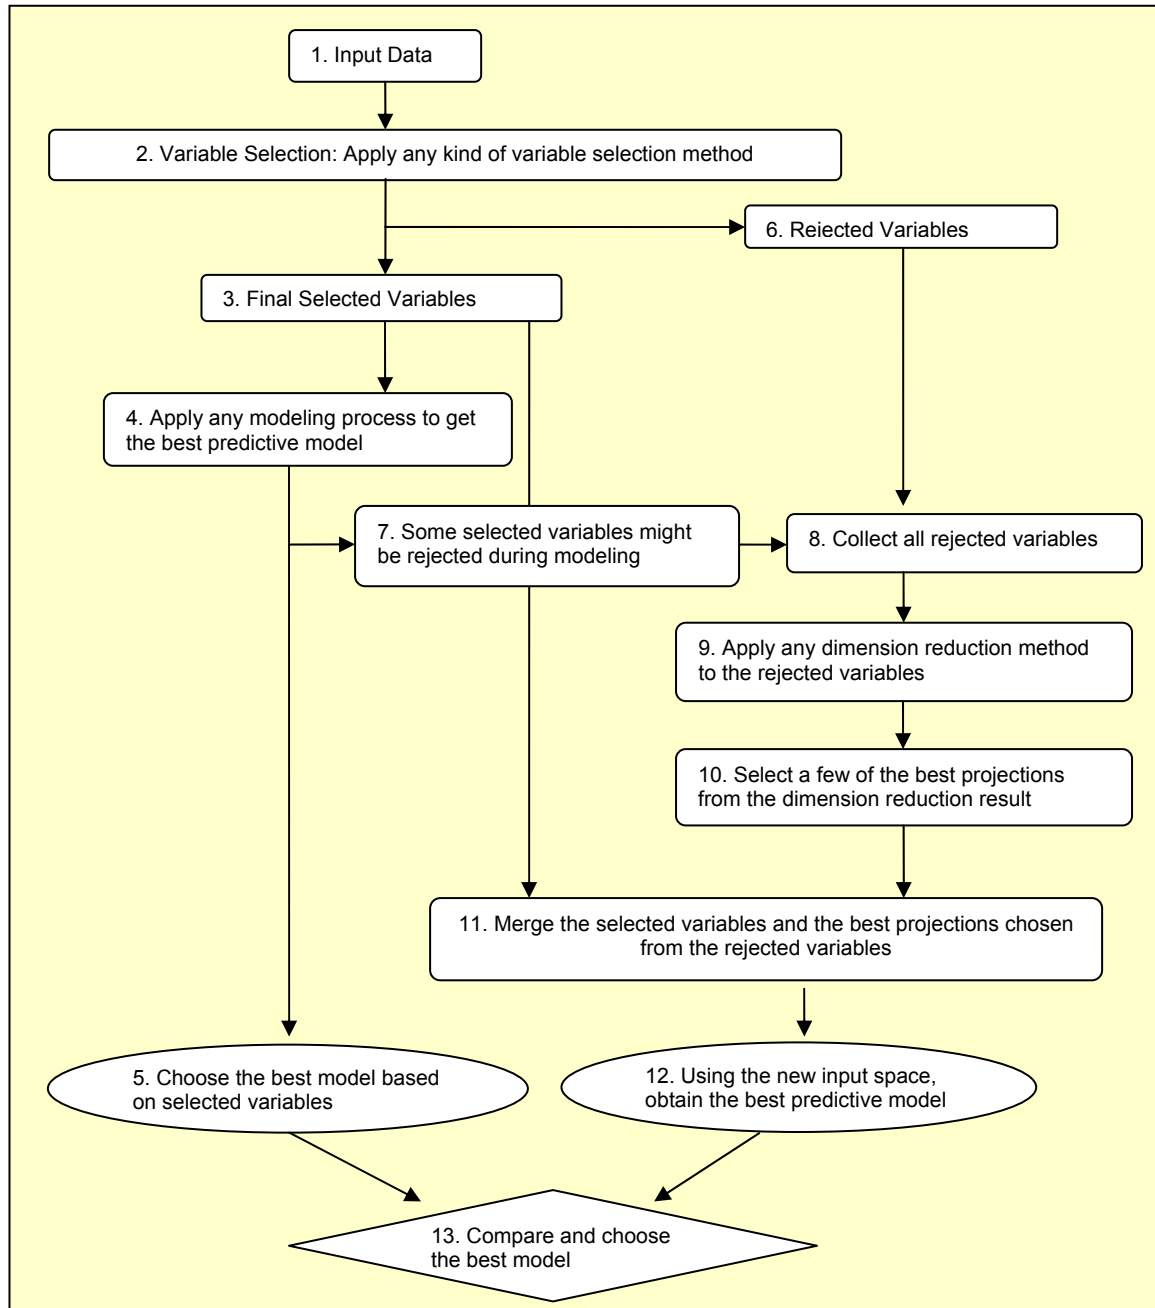 1. Input Data
2. Variable Selection: Apply any kind of variable selection method
6. Reiected Variables
3. Final Selected Variables
4. Apply any modeling process to get
the best predictive model
7. Some selected variables might
be rejected during modeling
8. Collect all rejected variables
9. Apply any dimension reduction method
to the rejected variables
10. Select a few of the best projections
from the dimension reduction result
11. Merge the selected variables and the best projections chosen
from the rejected variables
5. Choose the best model based
on selected variables
12. Using the new input space,
obtain the best predictive model
13. Compare and choose
the best model